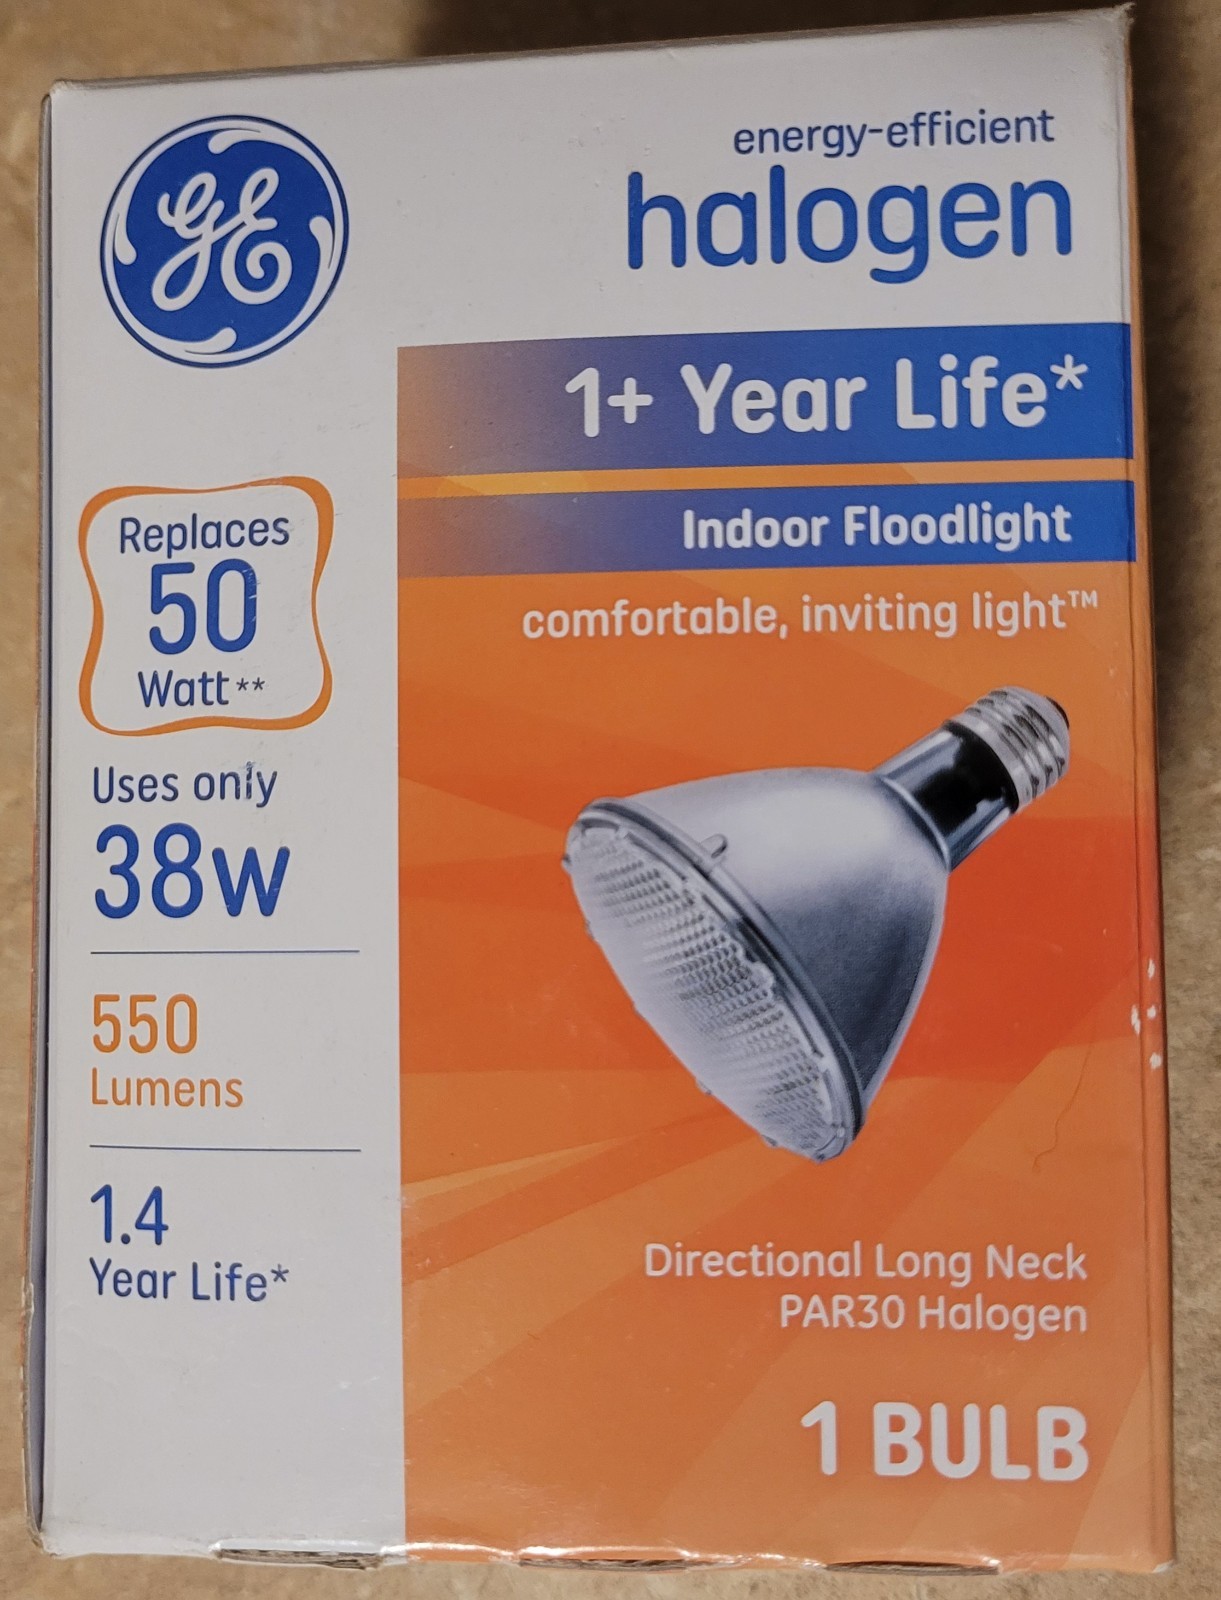 GE
energy-efficient
halogen
1+ Year Life*
Indoor Floodlight
comfortable, inviting light™
Replaces
50
Watt**
Uses only
38w
550
Lumens
1.4
Year Life*
Directional Long Neck
PAR30 Halogen
1 BULB